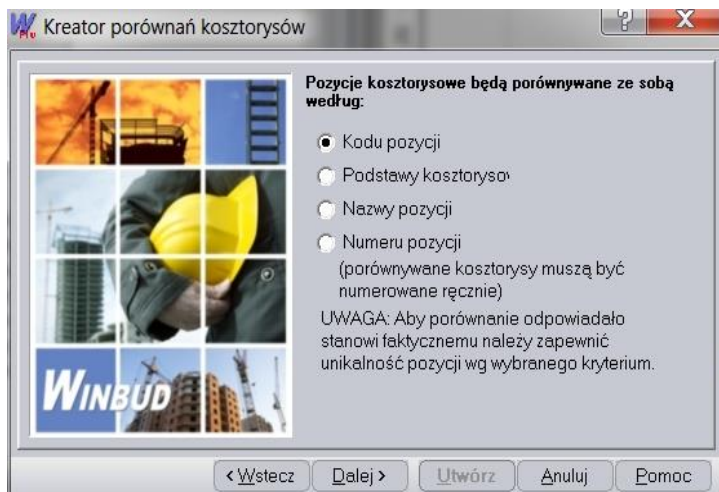 Kreator porównań kosztorysów
Pozycje kosztorysowe będą porównywane ze sobą
według:
Kodu pozycji
Podstawy kosztorysov
Nazwy pozycji
Numeru pozycji
(porównywane kosztorysy muszą być
numerowane ręcznie)
UWAGA: Aby porównanie odpowiadało
stanowi faktycznemu należy zapewnić
unikalność pozycji wg wybranego kryterium.
WINBUD
< Wstecz Dalej > Utwórz Anuluj Pomoc